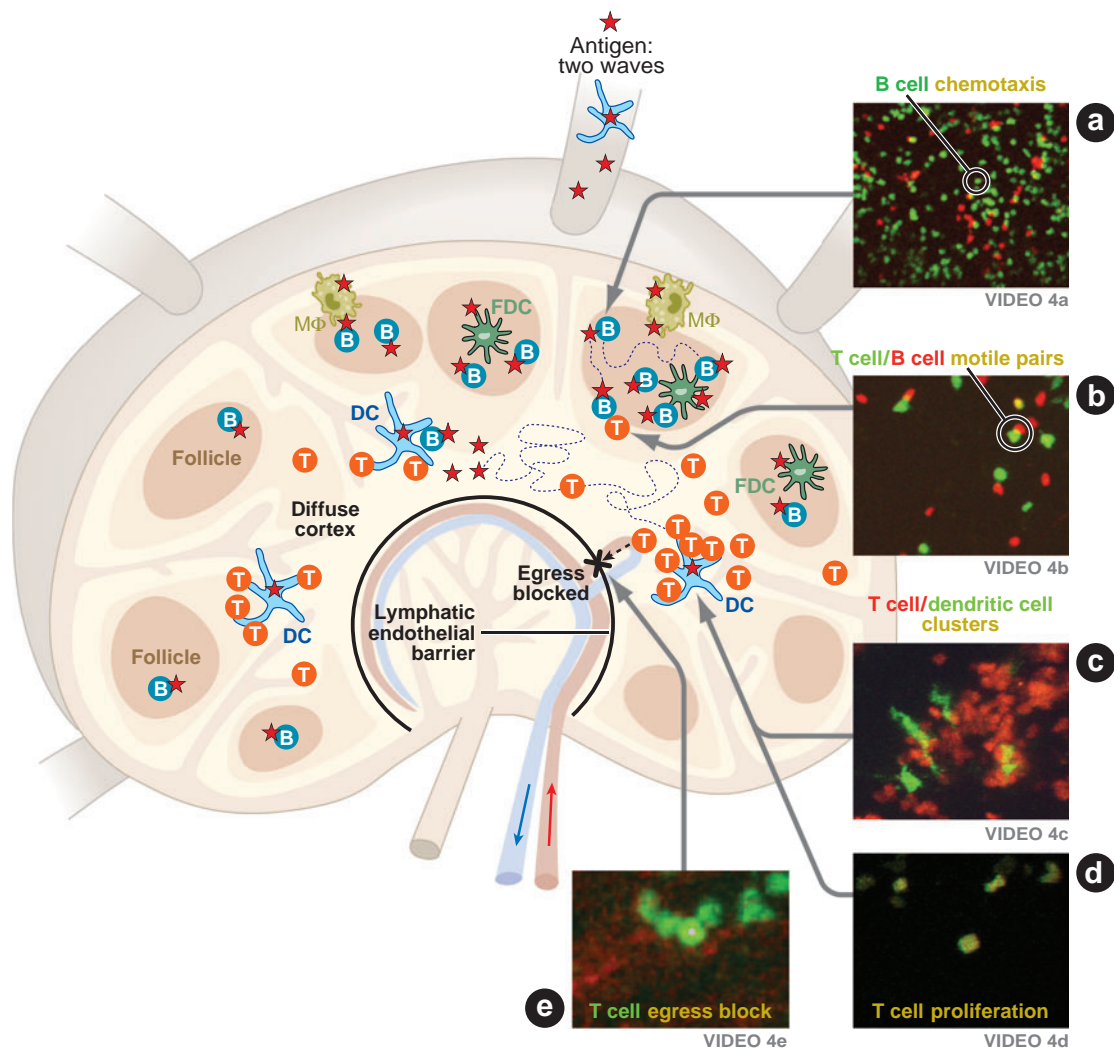 Antigen:
two waves
B cell chemotaxis
a
VIDEO 4a
MΦ
B
B
FDC
B
B
B
MΦ
B
B
B
B
T
T cell/B cell motile pairs
b
VIDEO 4b
B
Follicle
DC
B
T
T
T
T
T
T
FDC
B
Diffuse
cortex
T
T
T
T
T
T
T
T
T
T
DC
Egress
blocked
Lymphatic
endothelial
barrier
T
T
T
T
DC
Follicle
B
T
B
T cell/dendritic cell
clusters
c
VIDEO 4c
d
T cell proliferation
VIDEO 4d
e
T cell egress block
VIDEO 4e